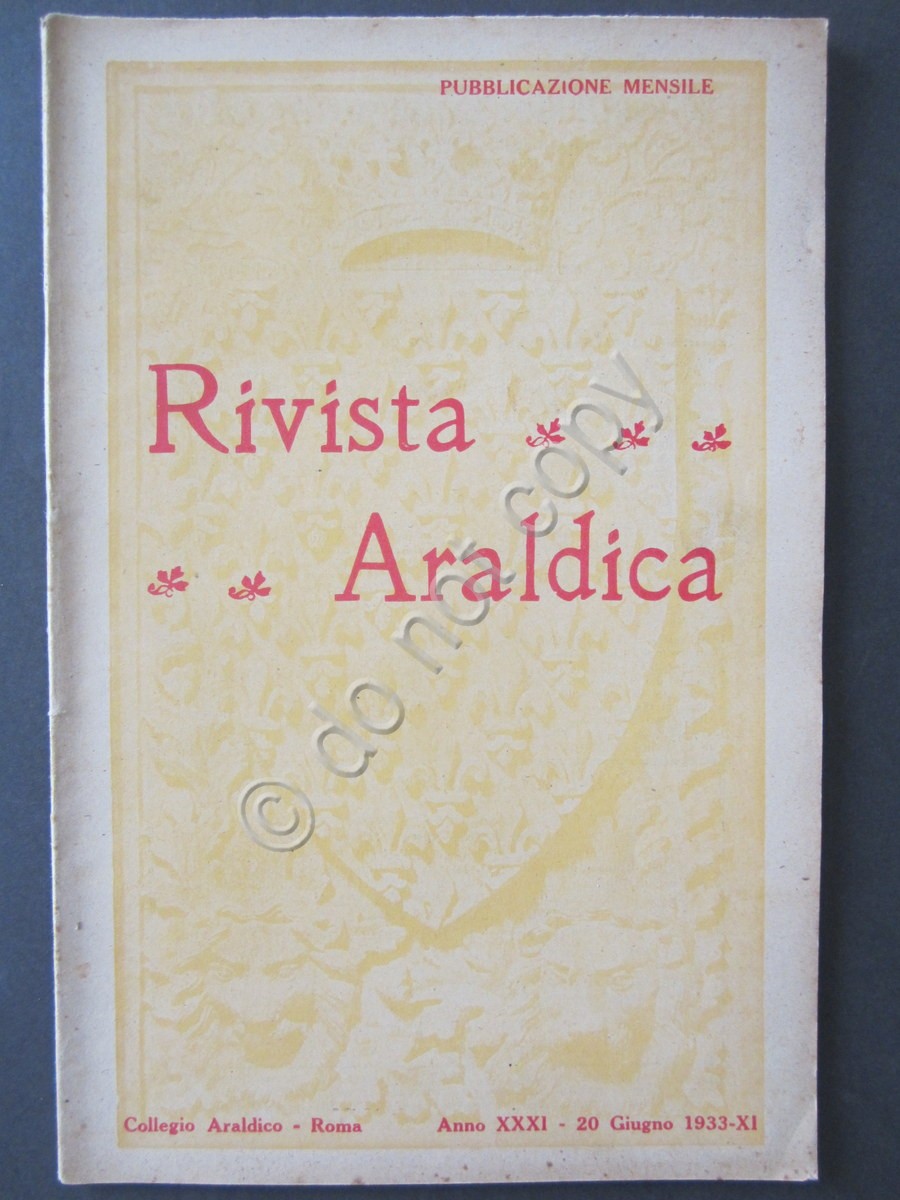 PUBBLICAZIONE MENSILE
Rivista
Araldica
© do not copy
Collegio Araldico - Roma Anno XXXI - 20 Giugno 1933-XI